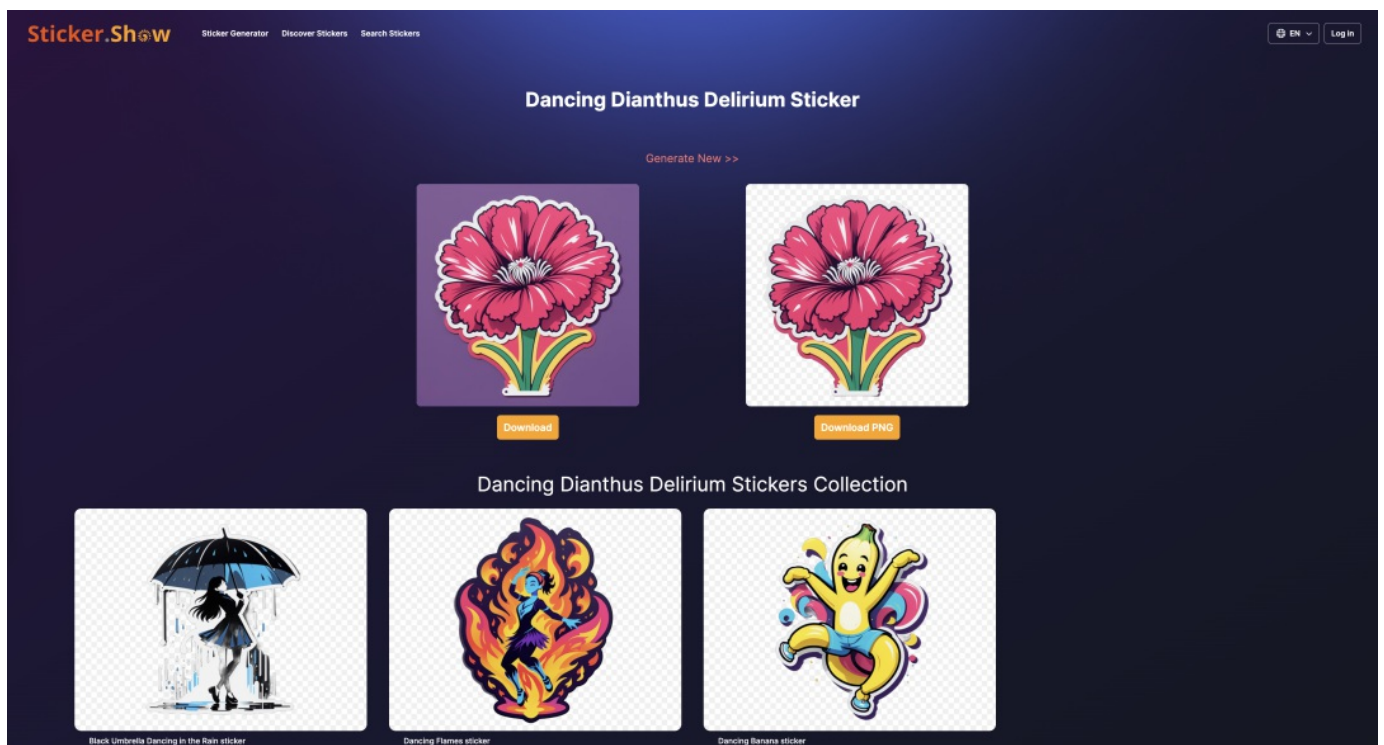 Sticker.Show
Sticker Generator Discover Stickers Search Stickers
EN Log in
Dancing Dianthus Delirium Sticker
Generate New >>
Download Download PNG
Dancing Dianthus Delirium Stickers Collection
Black Umbrella Dancing in the Rain sticker Dancing Flames sticker Dancing Banana sticker